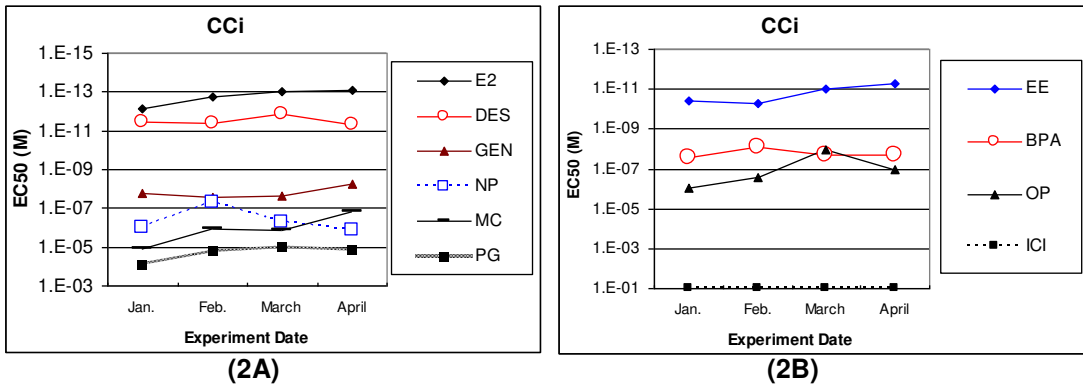 CCi
1.E-15
1.E-13
1.E-11
1.E-09
1.E-07
1.E-05
1.E-03
EC50 (M)
Jan. Feb. March April
Experiment Date
E2
DES
GEN
NP
MC
PG
(2A)
CCi
1.E-13
1.E-11
1.E-09
1.E-07
1.E-05
1.E-03
1.E-01
EC50 (M)
Jan. Feb. March April
Experiment Date
EE
BPA
OP
ICI
(2B)